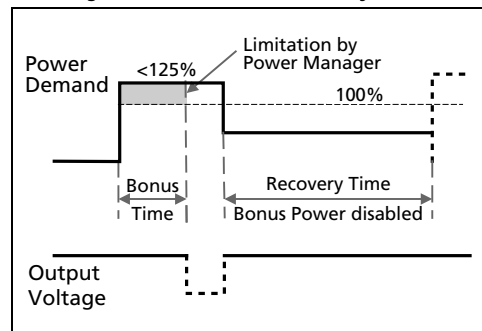 Power
Demand
<125%
Limitation by
Power Manager
100%
Bonus
Time
Recovery Time
Bonus Power disabled
Output
Voltage